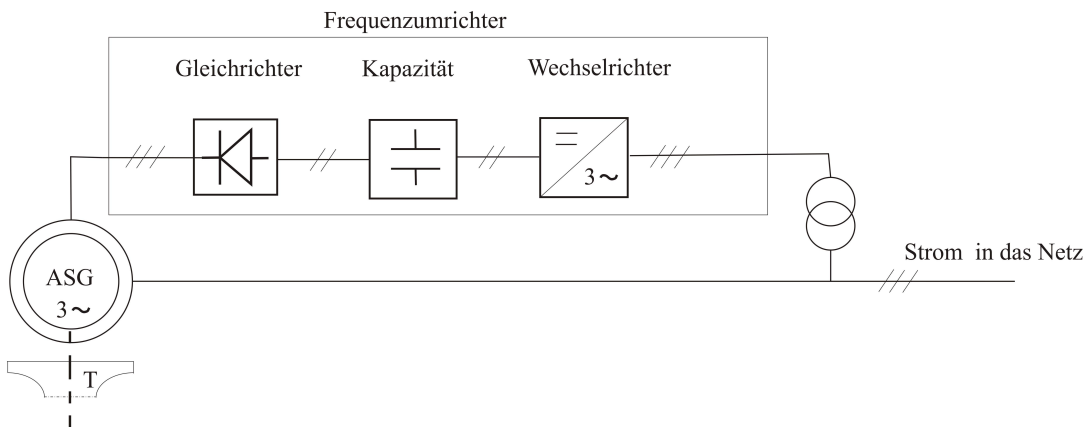 Frequenzumrichter
Gleichrichter Kapazität Wechselrichter
3~
Strom in das Netz
ASG
3~
T